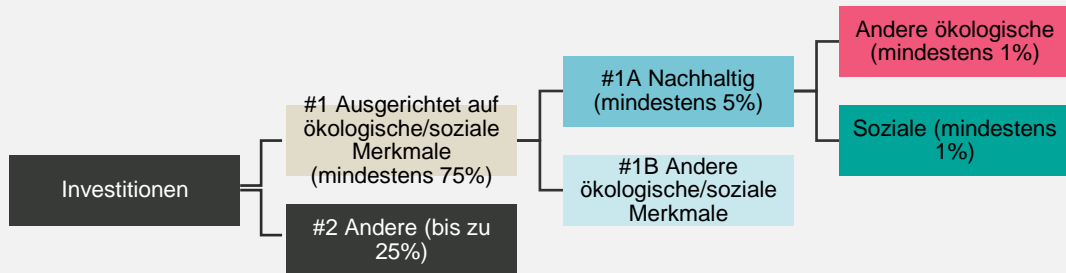 Investitionen
#1 Ausgerichtet auf
ökologische/soziale
Merkmale
(mindestens 75%)
#2 Andere (bis zu
25%)
#1A Nachhaltig
(mindestens 5%)
#1B Andere
ökologische/soziale
Merkmale
Andere ökologische
(mindestens 1%)
Soziale (mindestens
1%)